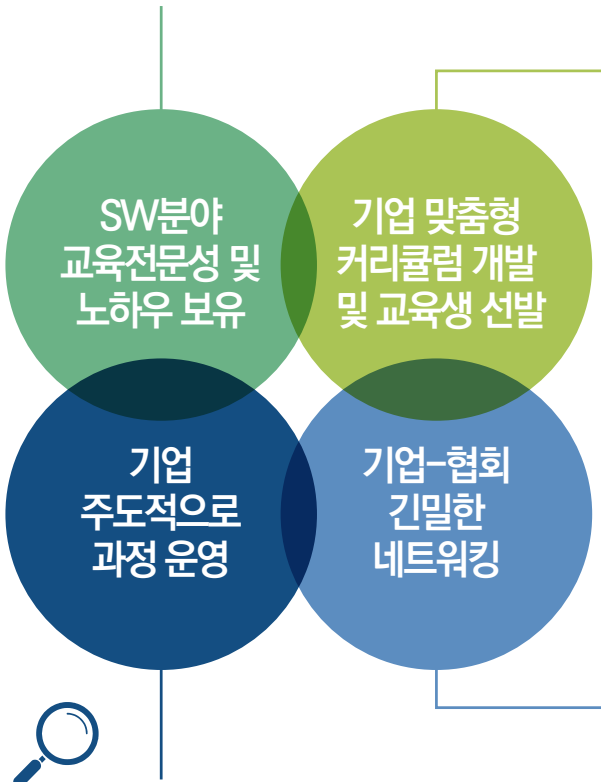 SW분야
교육전문성 및
노하우 보유
기업 맞춤형
커리큘럼 개발
및 교육생 선발
기업
주도적으로
과정 운영
기업-협회
긴밀한
네트워킹